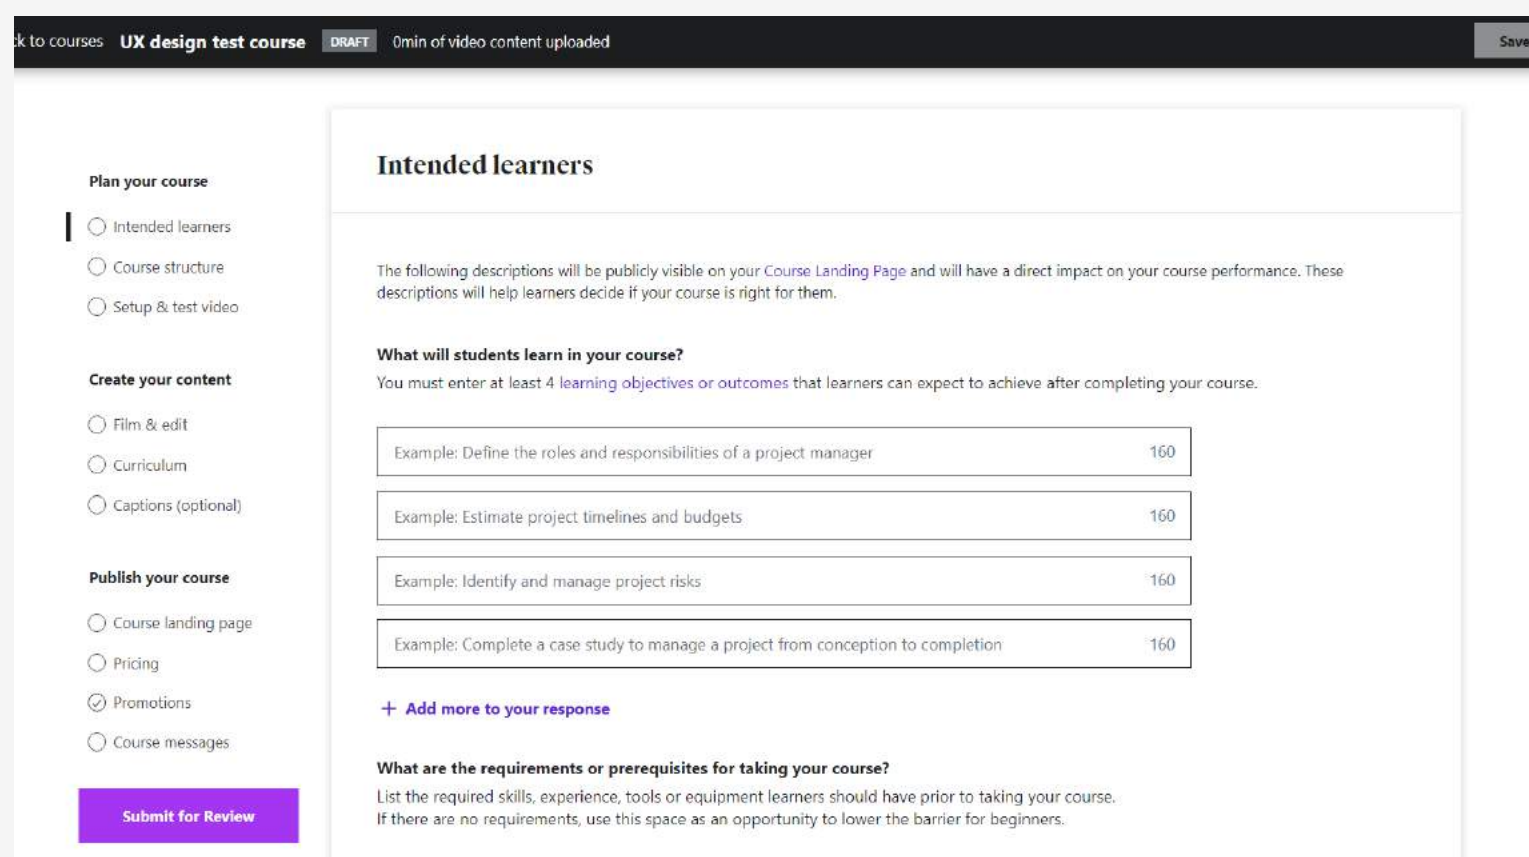 k to courses UX design test course DRAFT 0min of video content uploaded Save
Plan your course
Intended learners
Course structure
Setup & test video
Create your content
Film & edit
Curriculum
Captions (optional)
Publish your course
Course landing page
Pricing
Promotions
Course messages
Submit for Review
Intended learners
The following descriptions will be publicly visible on your Course Landing Page and will have a direct impact on your course performance. These
descriptions will help learners decide if your course is right for them.
What will students learn in your course?
You must enter at least 4 learning objectives or outcomes that learners can expect to achieve after completing your course.
Example: Define the roles and responsibilities of a project manager 160
Example: Estimate project timelines and budgets 160
Example: Identify and manage project risks 160
Example: Complete a case study to manage a project from conception to completion 160
+ Add more to your response
What are the requirements or prerequisites for taking your course?
List the required skills, experience, tools or equipment learners should have prior to taking your course.
If there are no requirements, use this space as an opportunity to lower the barrier for beginners.